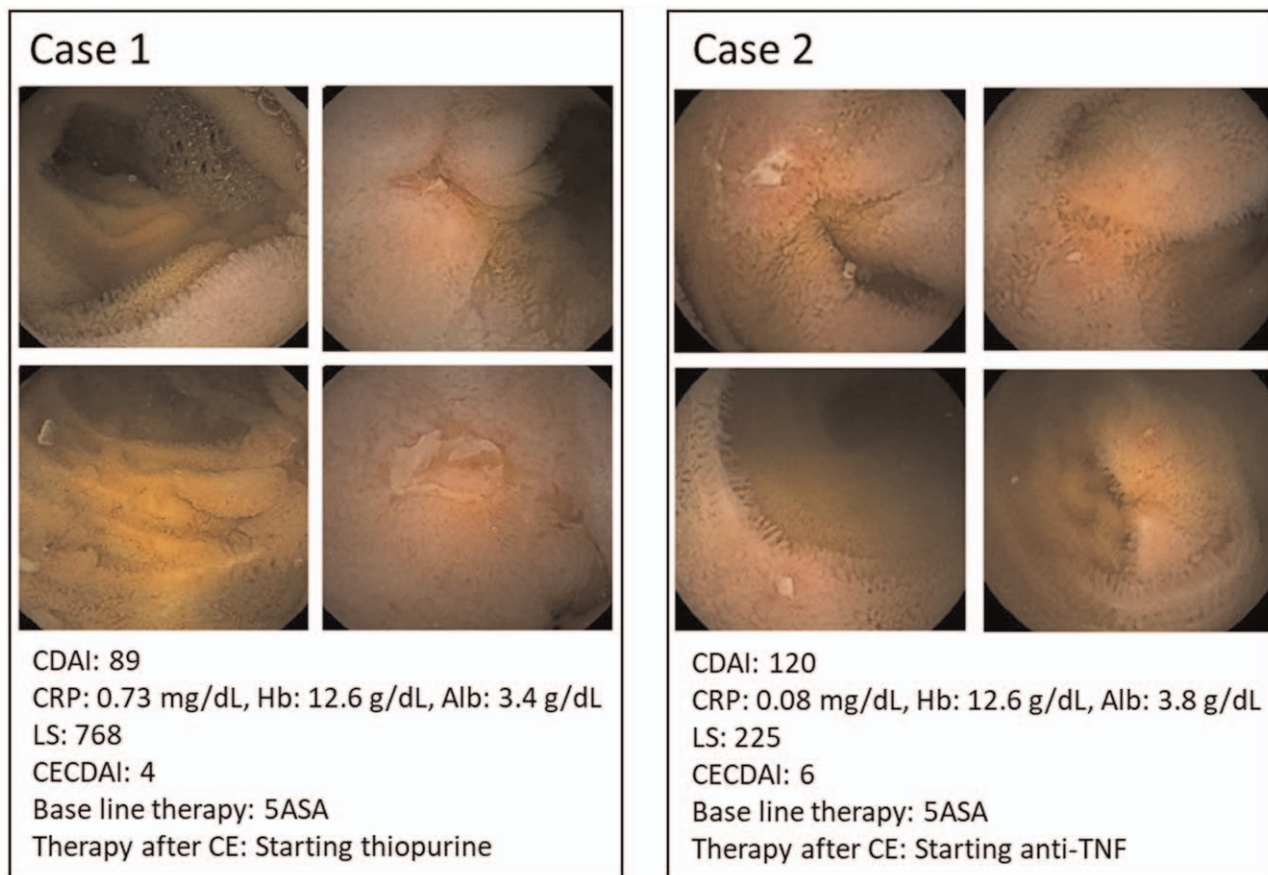 Case 1
CDAI: 89
CRP: 0.73 mg/dL, Hb: 12.6 g/dL, Alb: 3.4 g/dL
LS: 768
CECDAI: 4
Base line therapy: 5ASA
Therapy after CE: Starting thiopurine
Case 2
CDAI: 120
CRP: 0.08 mg/dL, Hb: 12.6 g/dL, Alb: 3.8 g/dL
LS: 225
CECDAI: 6
Base line therapy: 5ASA
Therapy after CE: Starting anti-TNF